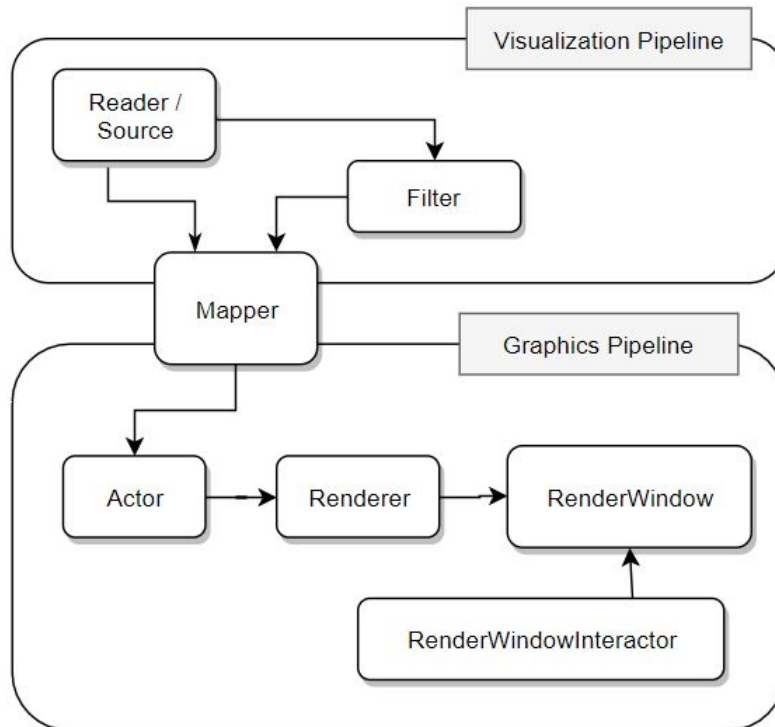 Visualization Pipeline
Reader /
Source
Filter
Mapper
Graphics Pipeline
Actor
Renderer
RenderWindow
RenderWindowInteractor